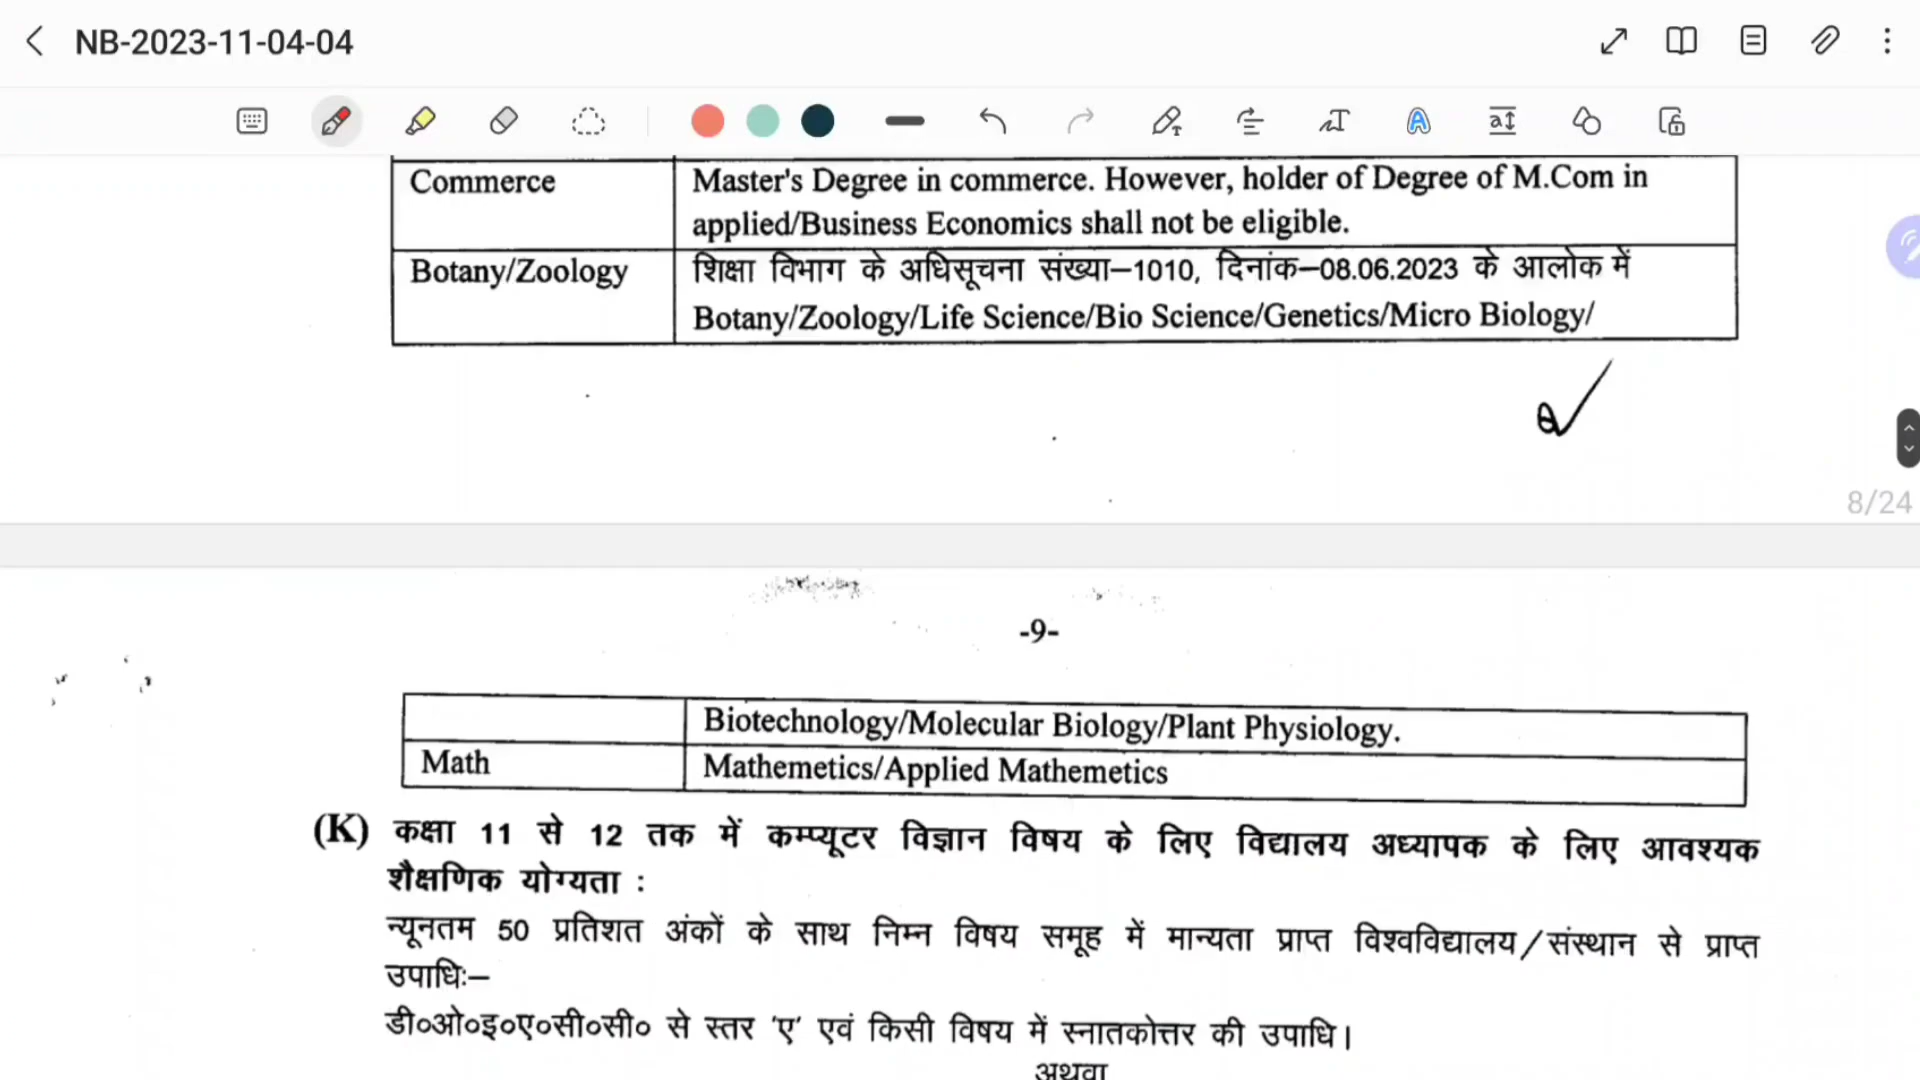 NB-2023-11-04-04
Commerce
Master's Degree in commerce. However, holder of Degree of M.Com in
applied/Business Economics shall not be eligible.
Botany/Zoology
शिक्षा विभाग के अधिसूचना संख्या–1010, दिनांक–08.06.2023 के आलोक में
Botany/Zoology/Life Science/Bio Science/Genetics/Micro Biology/
8/24
-9-
Biotechnology/Molecular Biology/Plant Physiology.
Math
Mathemetics/Applied Mathemetics
(K) कक्षा 11 से 12 तक में कम्प्यूटर विज्ञान विषय के लिए विद्यालय अध्यापक के लिए आवश्यक
शैक्षणिक योग्यता :
न्यूनतम 50 प्रतिशत अंकों के साथ निम्न विषय समूह में मान्यता प्राप्त विश्वविद्यालय/संस्थान से प्राप्त
उपाधिः–
डी०ओ०इ०ए०सी०सी० से स्तर ‘ए’ एवं किसी विषय में स्नातकोत्तर की उपाधि।
अथवा